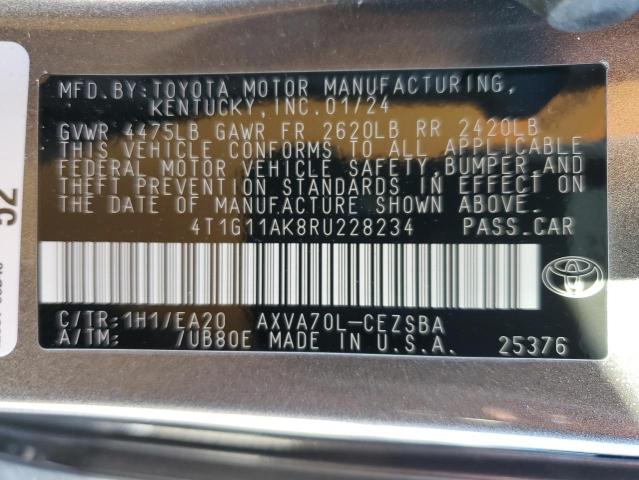 MFD.BY:TOYOTA MOTOR MANUFACTURING,
KENTUCKY,INC.01/24
GVWR 4475LB GAWR FR 2620LB RR 2420LB
THIS VEHICLE CONFORMS TO ALL APPLICABLE
FEDERAL MOTOR VEHICLE SAFETY,BUMPER,AND
THEFT PREVENTION STANDARDS IN EFFECT ON
THE DATE OF MANUFACTURE SHOWN ABOVE.
4T1G11AK8RU228234 PASS.CAR
C/TR:1H1/EA20 AXVA70L-CEZSBA
A/TM: /UB80E MADE IN U.S.A. 25376
52